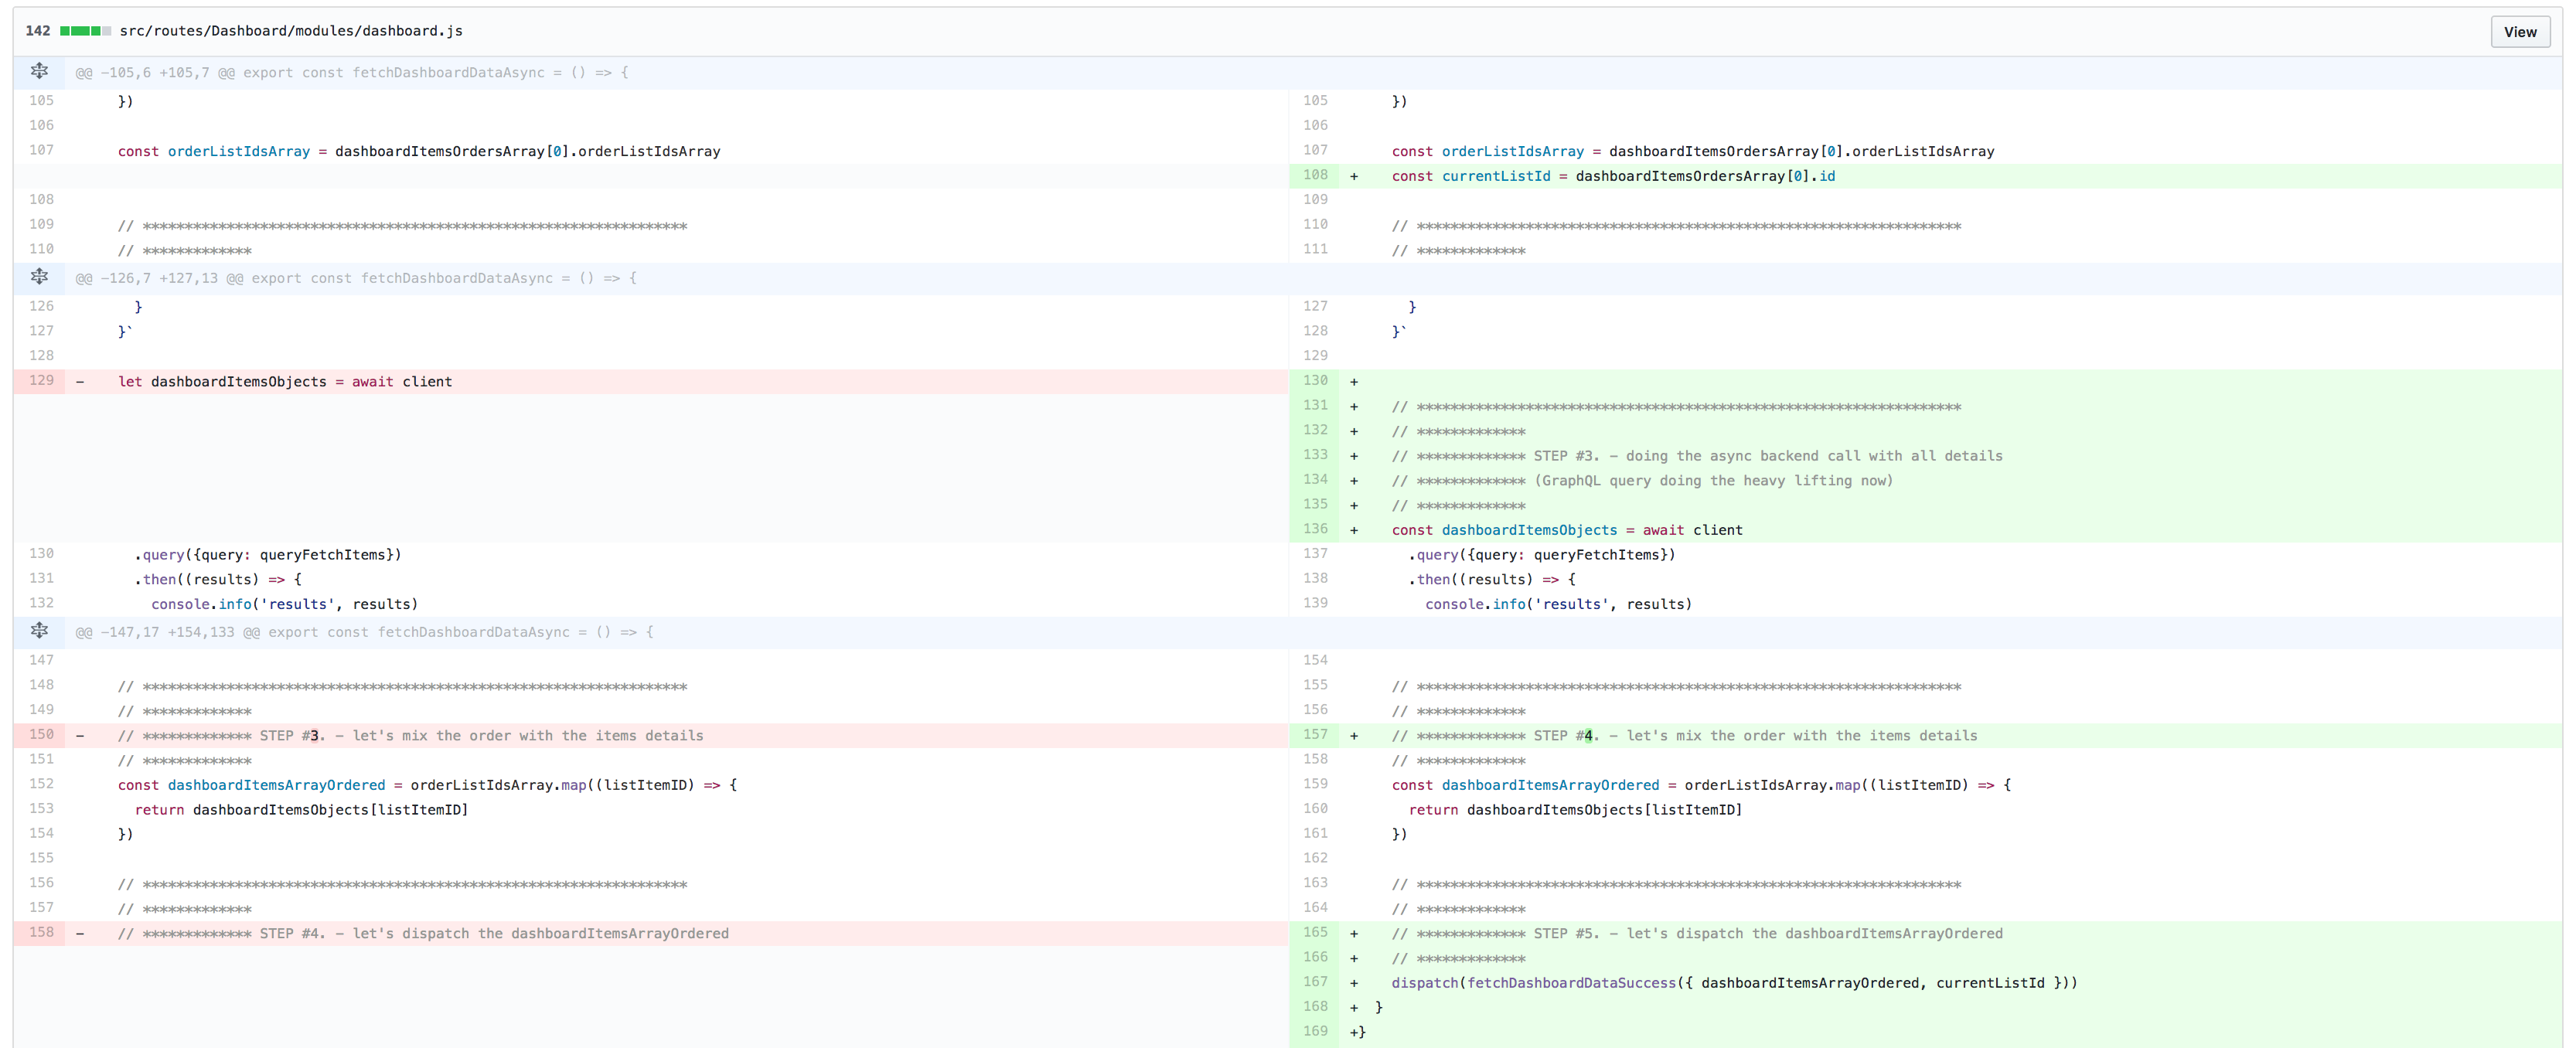 142 src/routes/Dashboard/modules/dashboard.js View
@@ -105,6 +105,7 @@ export const fetchDashboardDataAsync = () => {
105 }) 105 })
106 106
107 const orderListIdsArray = dashboardItemsOrdersArray[0].orderListIdsArray 107 const orderListIdsArray = dashboardItemsOrdersArray[0].orderListIdsArray
108 + const currentListId = dashboardItemsOrdersArray[0].id
108 109
109 // ***************************************************************** 110 // *****************************************************************
110 // ************* 111 // *************
@@ -126,7 +127,13 @@ export const fetchDashboardDataAsync = () => {
126 } 127 }
127 }` 128 }`
128 129
129 - let dashboardItemsObjects = await client 130 +
131 + // *****************************************************************
132 + // *************
133 + // ************* STEP #3. - doing the async backend call with all details
134 + // ************* (GraphQL query doing the heavy lifting now)
135 + // *************
136 + const dashboardItemsObjects = await client
130 .query({query: queryFetchItems}) 137 .query({query: queryFetchItems})
131 .then((results) => { 138 .then((results) => {
132 console.info('results', results) 139 console.info('results', results)
@@ -147,17 +154,133 @@ export const fetchDashboardDataAsync = () => {
147 154
148 // ***************************************************************** 155 // *****************************************************************
149 // ************* 156 // *************
150 - // ************* STEP #3. - let's mix the order with the items details 157 + // ************* STEP #4. - let's mix the order with the items details
151 // ************* 158 // *************
152 const dashboardItemsArrayOrdered = orderListIdsArray.map((listItemID) => { 159 const dashboardItemsArrayOrdered = orderListIdsArray.map((listItemID) => {
153 return dashboardItemsObjects[listItemID] 160 return dashboardItemsObjects[listItemID]
154 }) 161 })
155 162
156 // ***************************************************************** 163 // *****************************************************************
157 // ************* 164 // *************
158 - // ************* STEP #4. - let's dispatch the dashboardItemsArrayOrdered 165 + // ************* STEP #5. - let's dispatch the dashboardItemsArrayOrdered
166 + // *************
167 + dispatch(fetchDashboardDataSuccess({ dashboardItemsArrayOrdered, currentListId }))
168 + }
169 +}